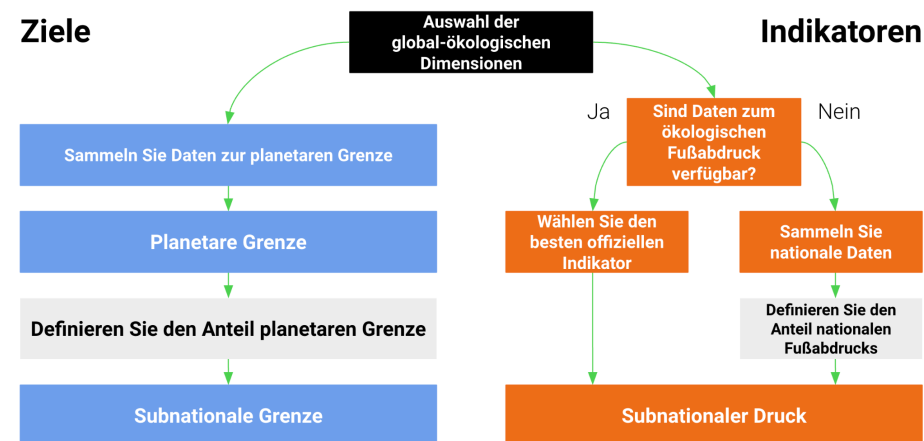 Ziele
Auswahl der
global-ökologischen
Dimensionen
Indikatoren
Sammeln Sie Daten zur planetaren Grenze
Planetare Grenze
Definieren Sie den Anteil planetaren Grenze
Subnationale Grenze
Ja
Sind Daten zum
ökologischen
Fußabdruck
verfügbar?
Nein
Wählen Sie den
besten offiziellen
Indikator
Sammeln Sie
nationale Daten
Definieren Sie den
Anteil nationalen
Fußabdrucks
Subnationaler Druck